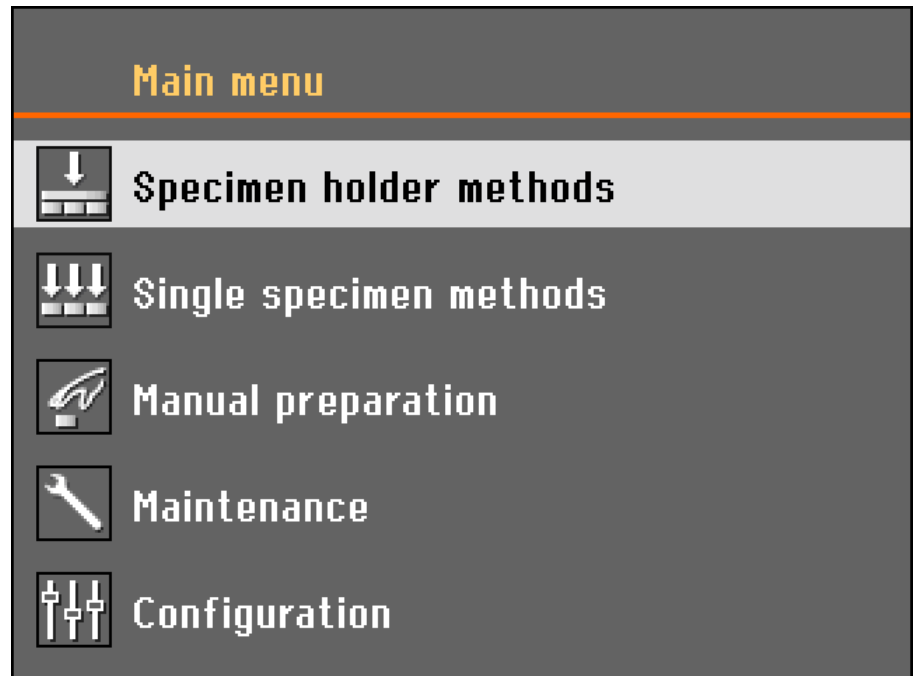 Main menu
Specimen holder methods
Single specimen methods
Manual preparation
Maintenance
Configuration